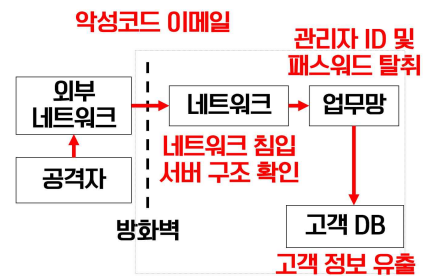 악성코드 이메일
관리자 ID 및
패스워드 탈취
외부
네트워크
네트워크
업무망
네트워크 침입
서버 구조 확인
공격자
방화벽
고객 DB
고객 정보 유출